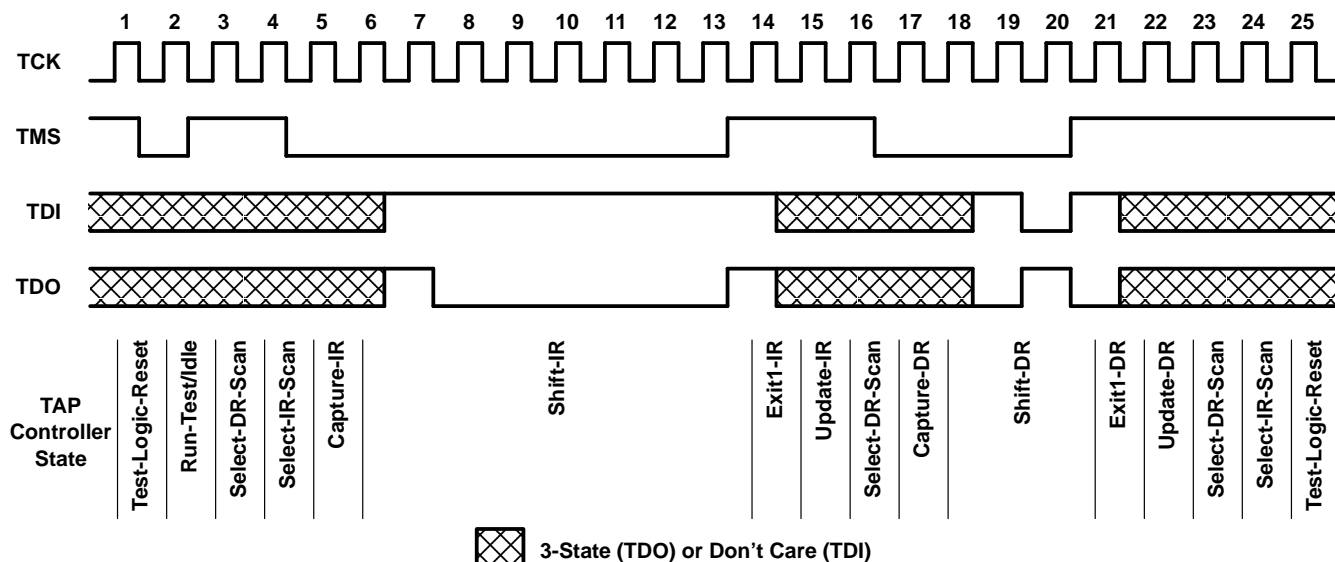 1 2 3 4 5 6 7 8 9 10 11 12 13 14 15 16 17 18 19 20 21 22 23 24 25
TCK
TMS
TDI
TDO
TAP
Controller
State
Test-Logic-Reset
Run-Test/Idle
Select-DR-Scan
Select-IR-Scan
Capture-IR
Shift-IR
Exit1-IR
Update-IR
Select-DR-Scan
Capture-DR
Shift-DR
Exit1-DR
Update-DR
Select-DR-Scan
Select-IR-Scan
Test-Logic-Reset
3-State (TDO) or Don’t Care (TDI)